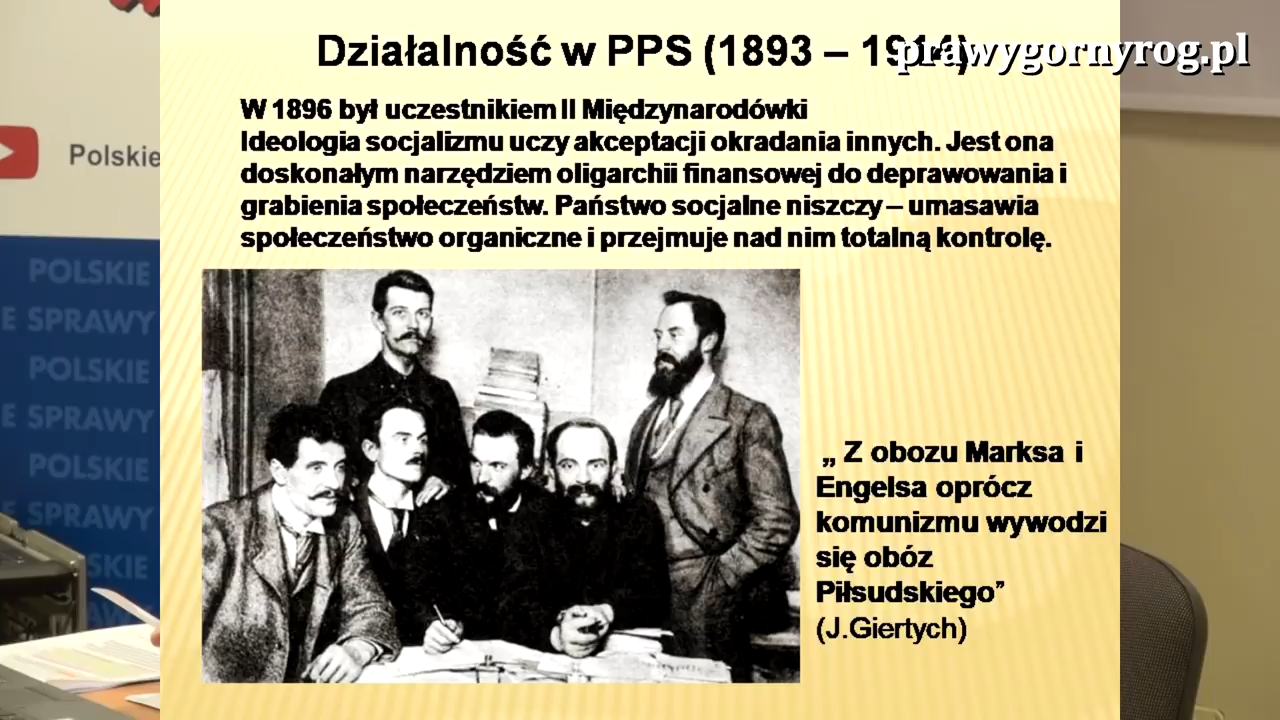 Działalność w PPS (1893 – 1914)
prawygornyrog.pl
W 1896 był uczestnikiem II Międzynarodówki
Ideologia socjalizmu uczy akceptacji okradania innych. Jest ona
doskonałym narzędziem oligarchii finansowej do deprawowania i
grabienia społeczeństw. Państwo socjalne niszczy – umasawia
społeczeństwo organiczne i przejmuje nad nim totalną kontrolę.
„ Z obozu Marksa i
Engelsa oprócz
komunizmu wywodzi
się obóz
Piłsudskiego”
(J.Giertych)
Polskie
POLSKIE
E SPRAWY
POLSKIE
E SPRAWY
POLSKIE
SPRAWY
SKIE